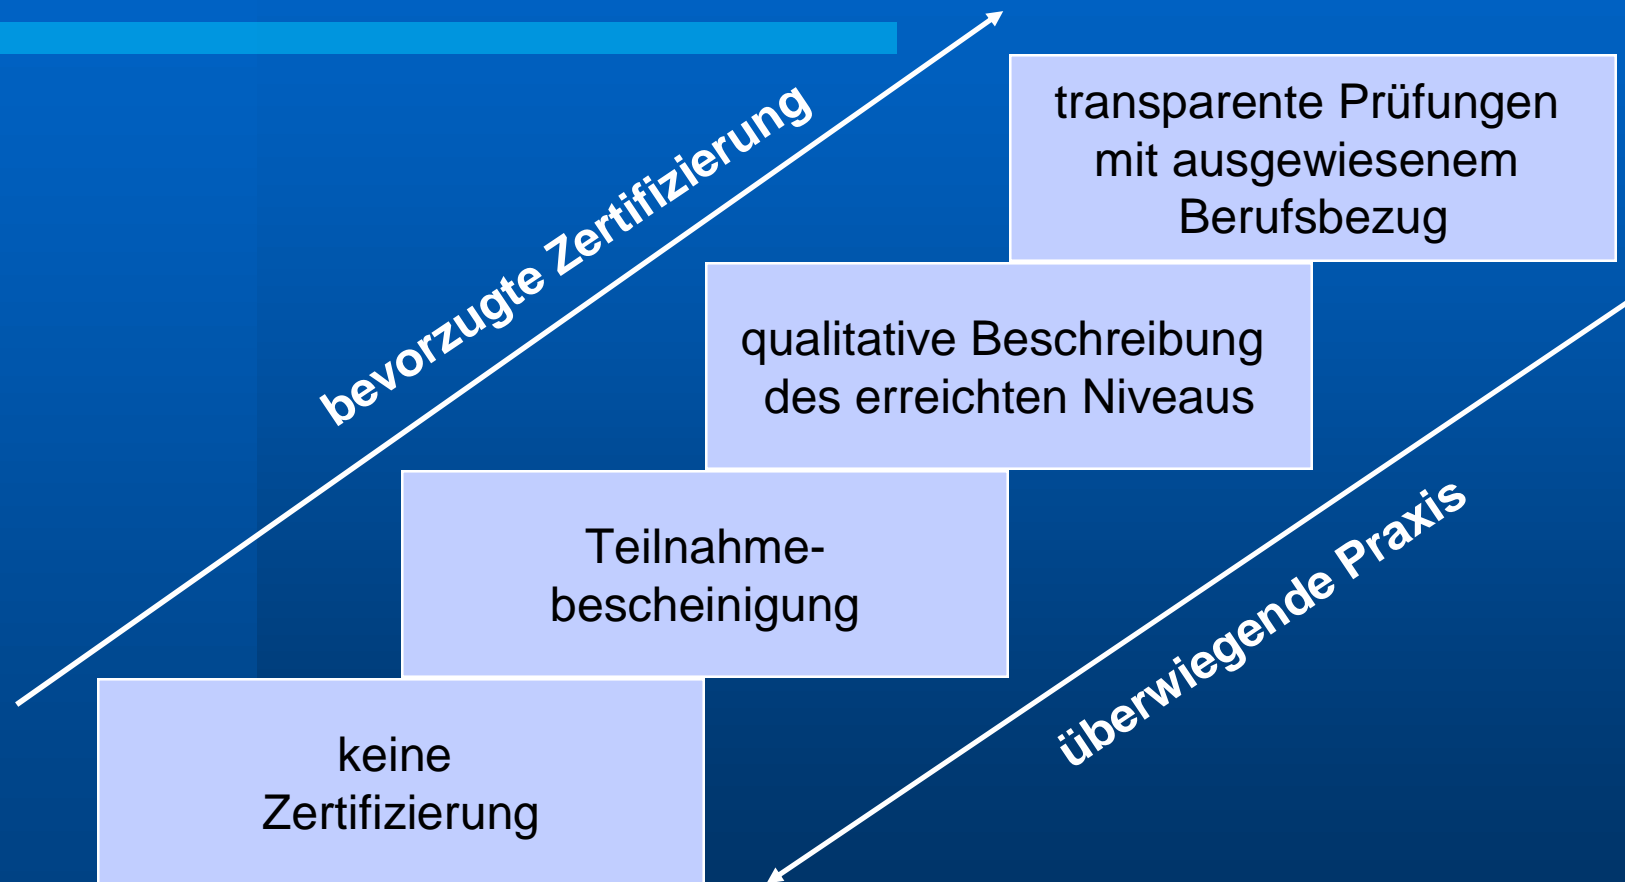 transparente Prüfungen
mit ausgewiesenem
Berufsbezug
bevorzugte Zertifizierung
qualitative Beschreibung
des erreichten Niveaus
Teilnahme-
bescheinigung
überwiegende Praxis
keine
Zertifizierung